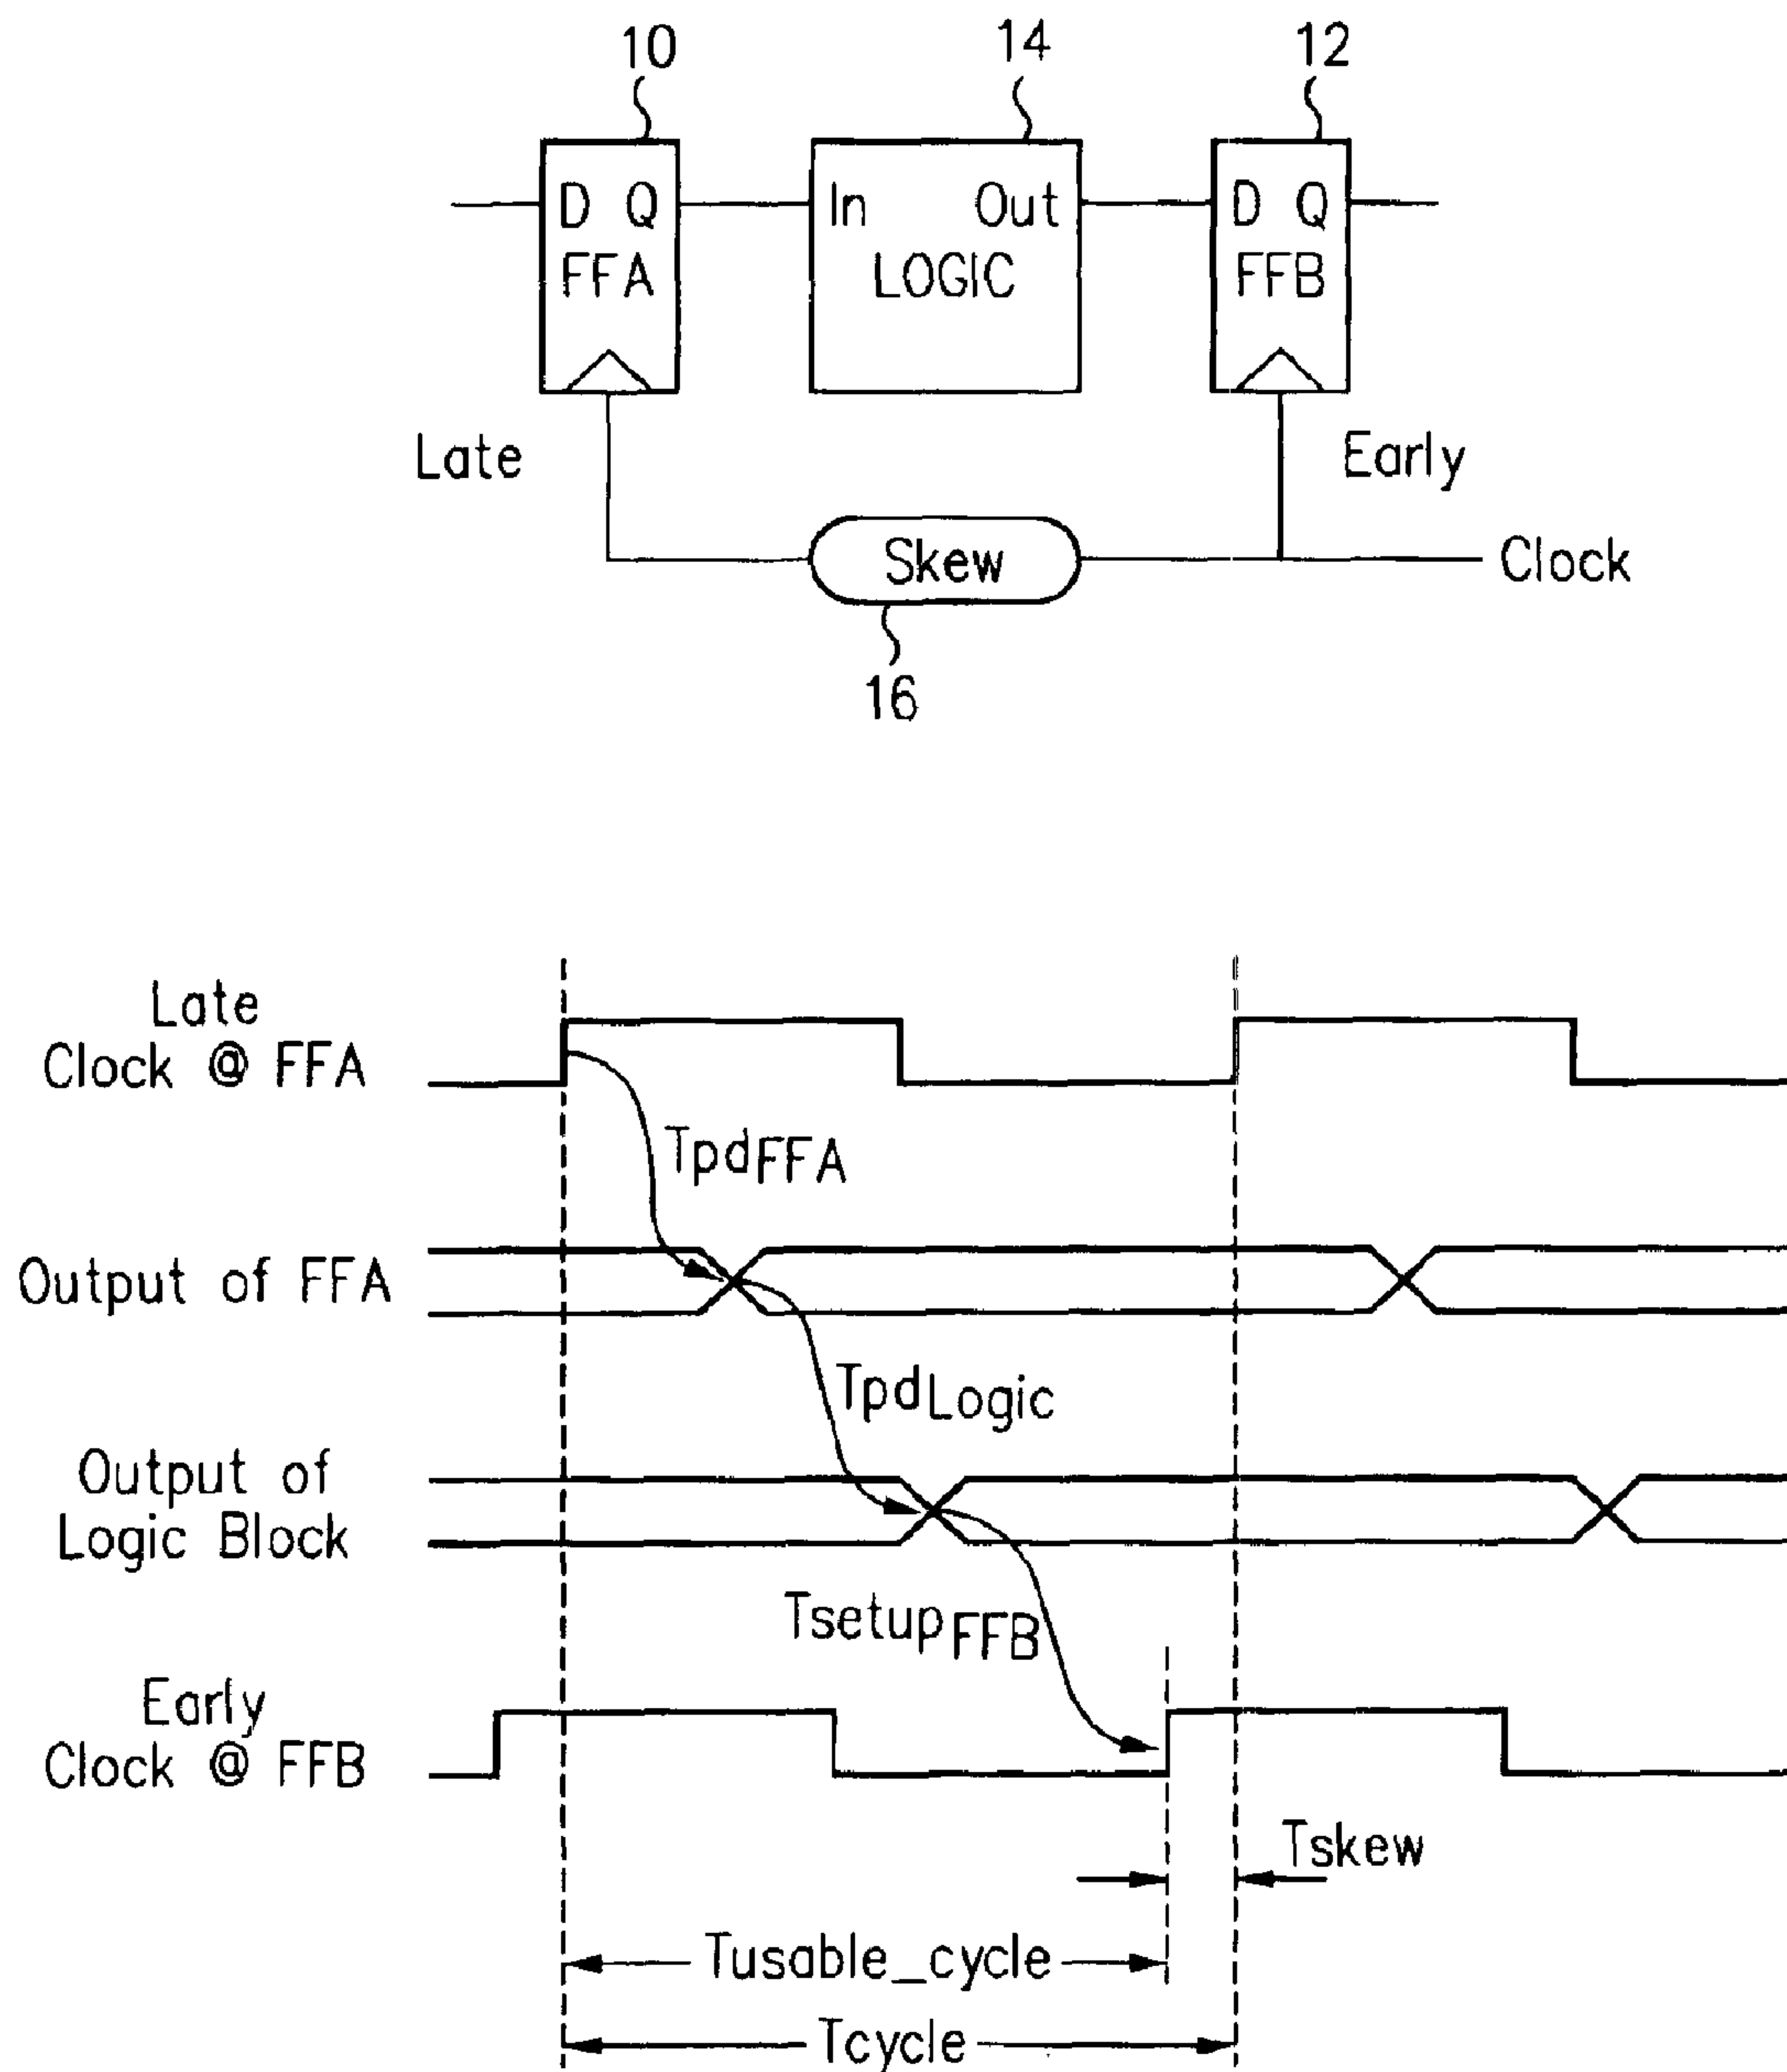 10
14
12
D Q
FFA
In Out
LOGIC
D Q
FFB
Late
Early
Skew
Clock
16
Late
Clock @ FFA
TpdFFA
Output of FFA
TpdLogic
Output of
Logic Block
TsetupFFB
Early
Clock @ FFB
Tskew
Tusable_cycle
Tcycle